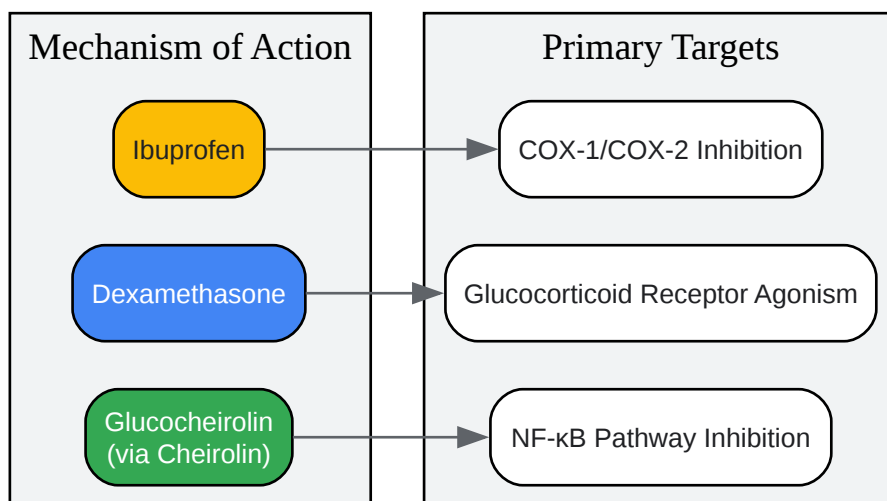 Mechanism of Action
Primary Targets
Ibuprofen
COX-1/COX-2 Inhibition
Dexamethasone
Glucocorticoid Receptor Agonism
Glucocheirolin
(via Cheirolin)
NF-κB Pathway Inhibition